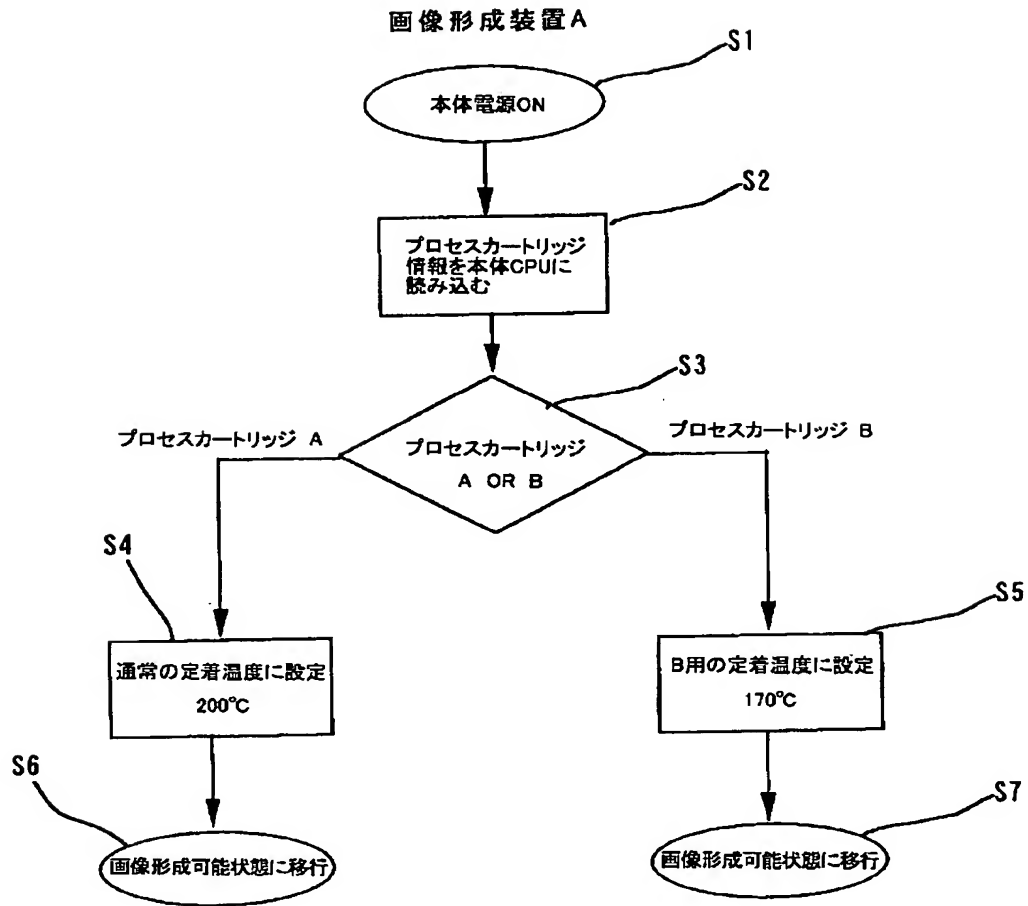 画像形成装置A
S1
本体電源ON
S2
プロセスカートリッジ
情報を本体CPUに
読み込む
S3
プロセスカートリッジ A
プロセスカートリッジ
A OR B
プロセスカートリッジ B
S4
通常の定着温度に設定
200℃
S5
B用の定着温度に設定
170℃
S6
画像形成可能状態に移行
S7
画像形成可能状態に移行